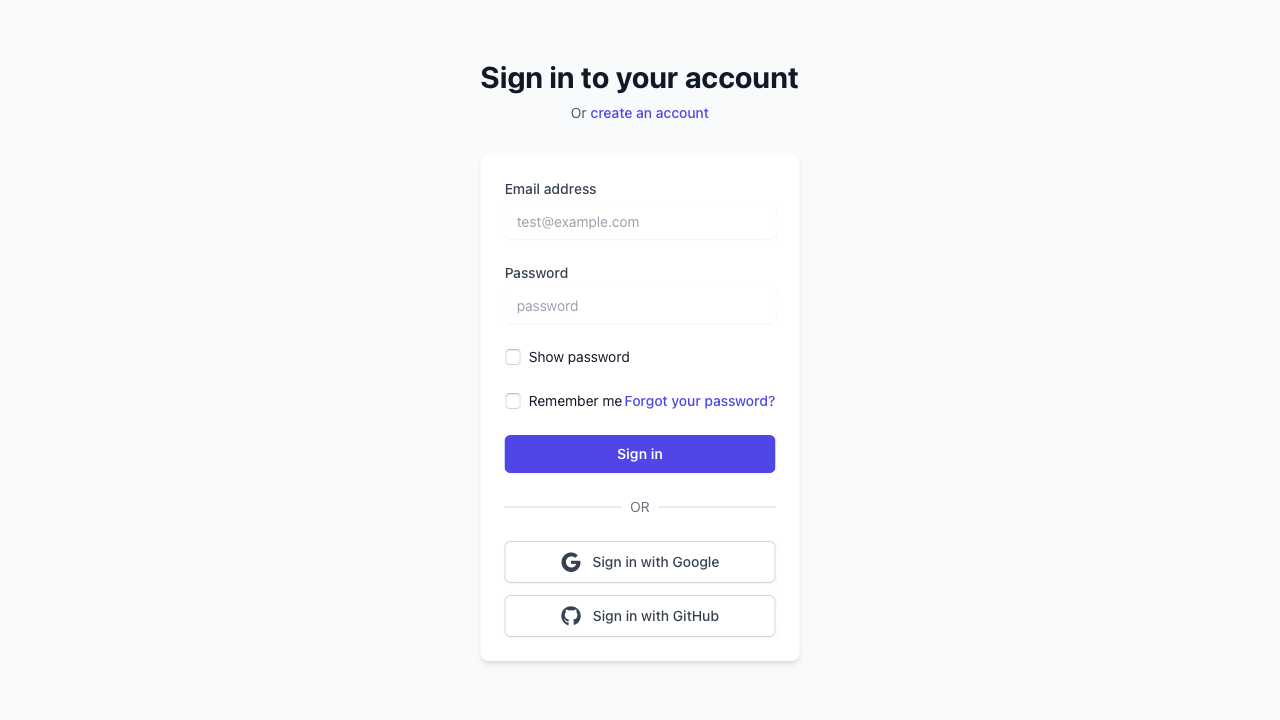 Sign in to your account
Or create an account
Email address
test@example.com
Password
password
Show password
Remember me Forgot your password?
Sign in
OR
Sign in with Google
Sign in with GitHub